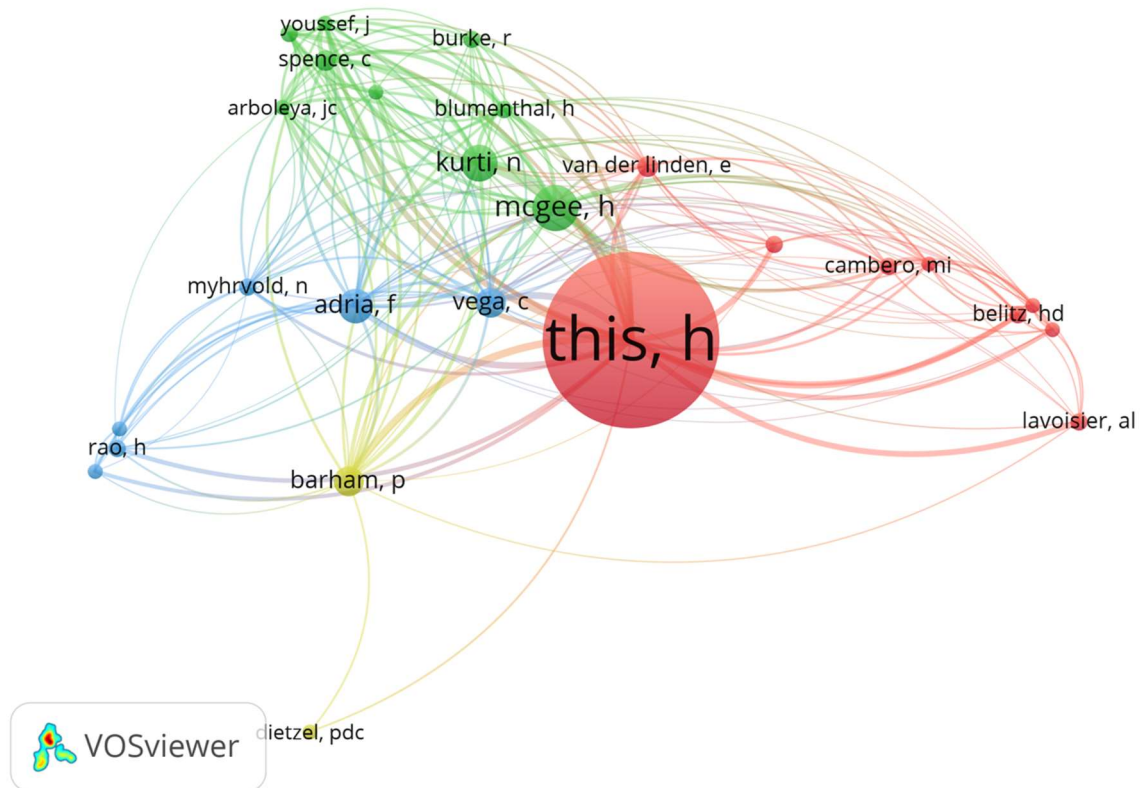 youssef, j
burke, r
spence, c
arboleya, jc
blumenthal, h
kurti, n
van der linden, e
mcgee, h
cambero, mi
myhrvold, n
adria, f
vega, c
belitz, hd
this, h
lavoisier, al
rao, h
barham, p
dietzel, pdc
VOSviewer